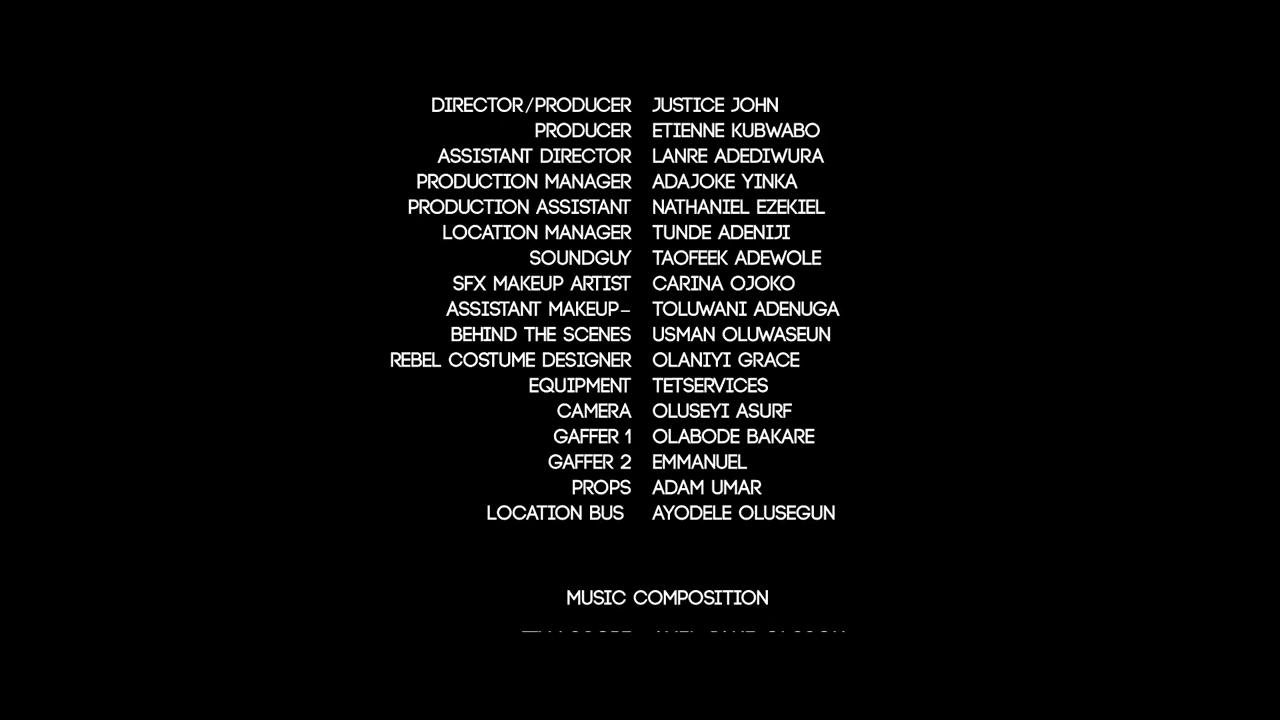 DIRECTOR/PRODUCER JUSTICE JOHN
PRODUCER ETIENNE KUBWABO
ASSISTANT DIRECTOR LANRE ADEDIWURA
PRODUCTION MANAGER ADAJOKE YINKA
PRODUCTION ASSISTANT NATHANIEL EZEKIEL
LOCATION MANAGER TUNDE ADENIJI
SOUNDGUY TAOFEEK ADEWOLE
SFX MAKEUP ARTIST CARINA OJOKO
ASSISTANT MAKEUP- TOLUWANI ADENUGA
BEHIND THE SCENES USMAN OLUWASEUN
REBEL COSTUME DESIGNER OLANIYI GRACE
EQUIPMENT TETSERVICES
CAMERA OLUSEYI ASURF
GAFFER 1 OLABODE BAKARE
GAFFER 2 EMMANUEL
PROPS ADAM UMAR
LOCATION BUS AYODELE OLUSEGUN
MUSIC COMPOSITION